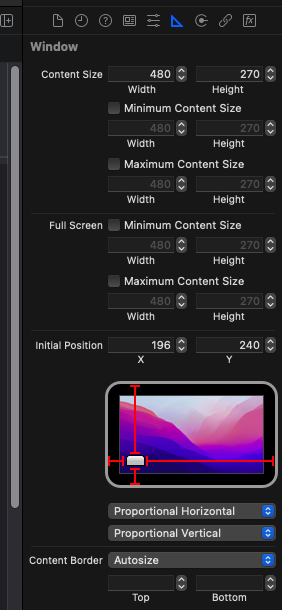 Window
Content Size 480 270
Width Height
Minimum Content Size
480 270
Width Height
Maximum Content Size
480 270
Width Height
Full Screen Minimum Content Size
480 270
Width Height
Maximum Content Size
480 270
Width Height
Initial Position 196 240
X Y
Proportional Horizontal
Proportional Vertical
Content Border Autosize
Top Bottom